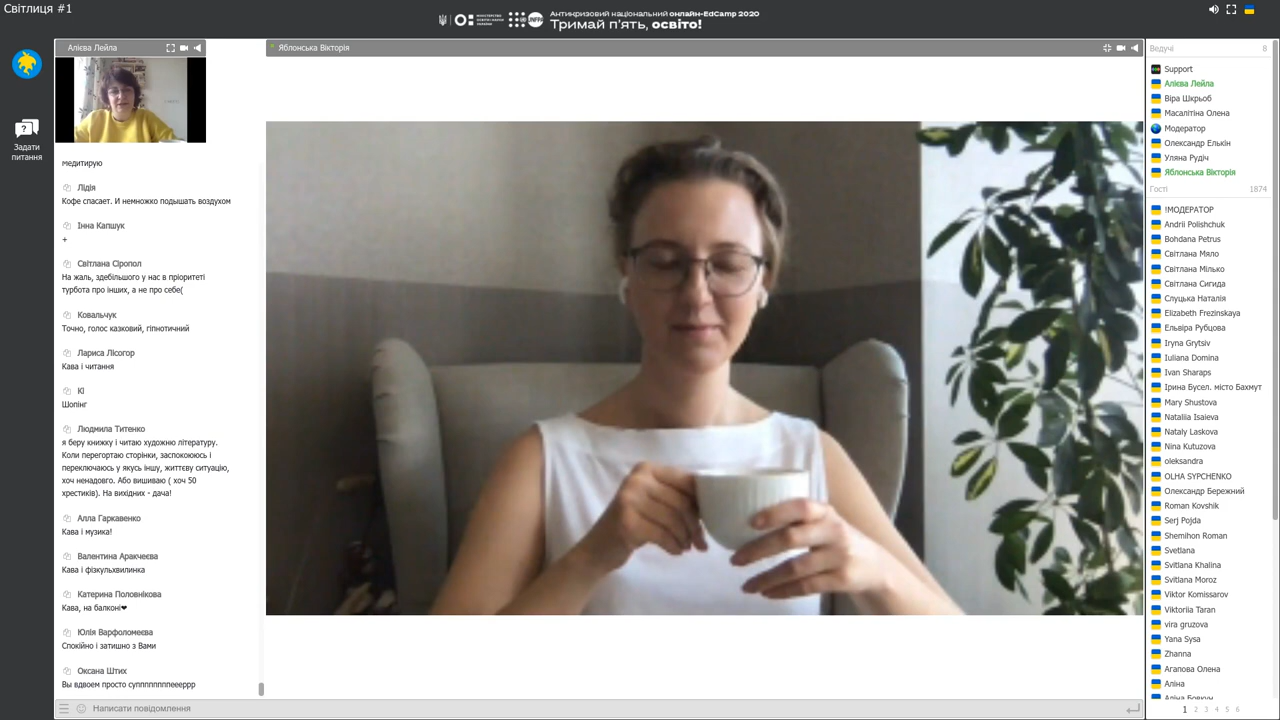 Світлиця #1
МІНІСТЕРСТВО
ОСВІТИ І НАУКИ
УКРАЇНИ
Антикризовий національний онлайн-EdCamp 2020
Тримай п'ять, освіто!
Задати
питання
Алієва Лейла
медитирую
Лідія
Кофе спасает. И немножко подышать воздухом
Інна Капшук
+
Світлана Сіропол
На жаль, здебільшого у нас в пріоритеті
турбота про інших, а не про себе(
Ковальчук
Точно, голос казковий, гіпнотичний
Лариса Лісогор
Кава і читання
КІ
Шопінг
Людмила Титенко
я беру книжку і читаю художню літературу.
Коли перегортаю сторінки, заспокоююсь і
переключаюсь у якусь іншу, життєву ситуацію,
хоч ненадовго. Або вишиваю ( хоч 50
хрестиків). На вихідних - дача!
Алла Гаркавенко
Кава і музика!
Валентина Аракчеєва
Кава і фізкульхвилинка
Катерина Половнікова
Кава, на балконі❤
Юлія Варфоломеєва
Спокійно і затишно з Вами
Оксана Штих
Вы вдвоем просто суппппппппеееррр
Написати повідомлення
Яблонська Вікторія
Ведучі 8
Support
Алієва Лейла
Віра Шкрьоб
Масалітіна Олена
Модератор
Олександр Елькін
Уляна Рудіч
Яблонська Вікторія
Гості 1874
!МОДЕРАТОР
Andrii Polishchuk
Bohdana Petrus
Світлана Мяло
Світлана Мілько
Світлана Сигида
Слуцька Наталія
Elizabeth Frezinskaya
Ельвіра Рубцова
Iryna Grytsiv
Iuliana Domina
Ivan Sharaps
Ірина Бусел. місто Бахмут
Mary Shustova
Nataliia Isaieva
Nataly Laskova
Nina Kutuzova
oleksandra
OLHA SYPCHENKO
Олександр Бережний
Roman Kovshik
Serj Pojda
Shemihon Roman
Svetlana
Svitlana Khalina
Svitlana Moroz
Viktor Komissarov
Viktoriia Taran
vira gruzova
Yana Sysa
Zhanna
Агапова Олена
Аліна
Аліна Бовкун
1 2 3 4 5 6